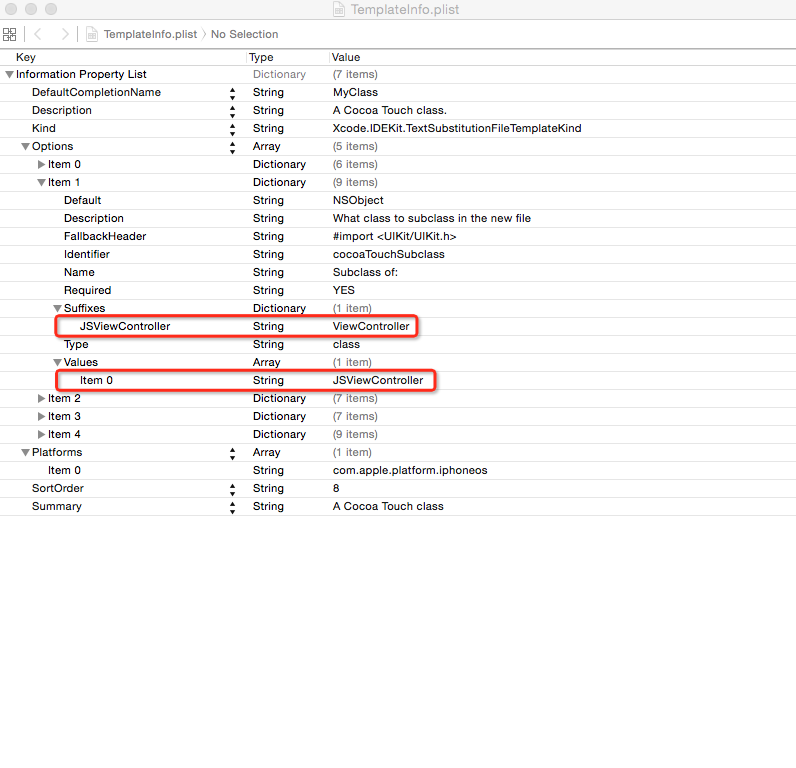 TemplateInfo.plist
TemplateInfo.plist 〉 No Selection
Key Type Value
Information Property List Dictionary (7 items)
DefaultCompletionName String MyClass
Description String A Cocoa Touch class.
Kind String Xcode.IDEKit.TextSubstitutionFileTemplateKind
Options Array (5 items)
Item 0 Dictionary (6 items)
Item 1 Dictionary (9 items)
Default String NSObject
Description String What class to subclass in the new file
FallbackHeader String #import <UIKit/UIKit.h>
Identifier String cocoaTouchSubclass
Name String Subclass of:
Required String YES
Suffixes Dictionary (1 item)
JSViewController String ViewController
Type String class
Values Array (1 item)
Item 0 String JSViewController
Item 2 Dictionary (7 items)
Item 3 Dictionary (7 items)
Item 4 Dictionary (9 items)
Platforms Array (1 item)
Item 0 String com.apple.platform.iphoneos
SortOrder String 8
Summary String A Cocoa Touch class